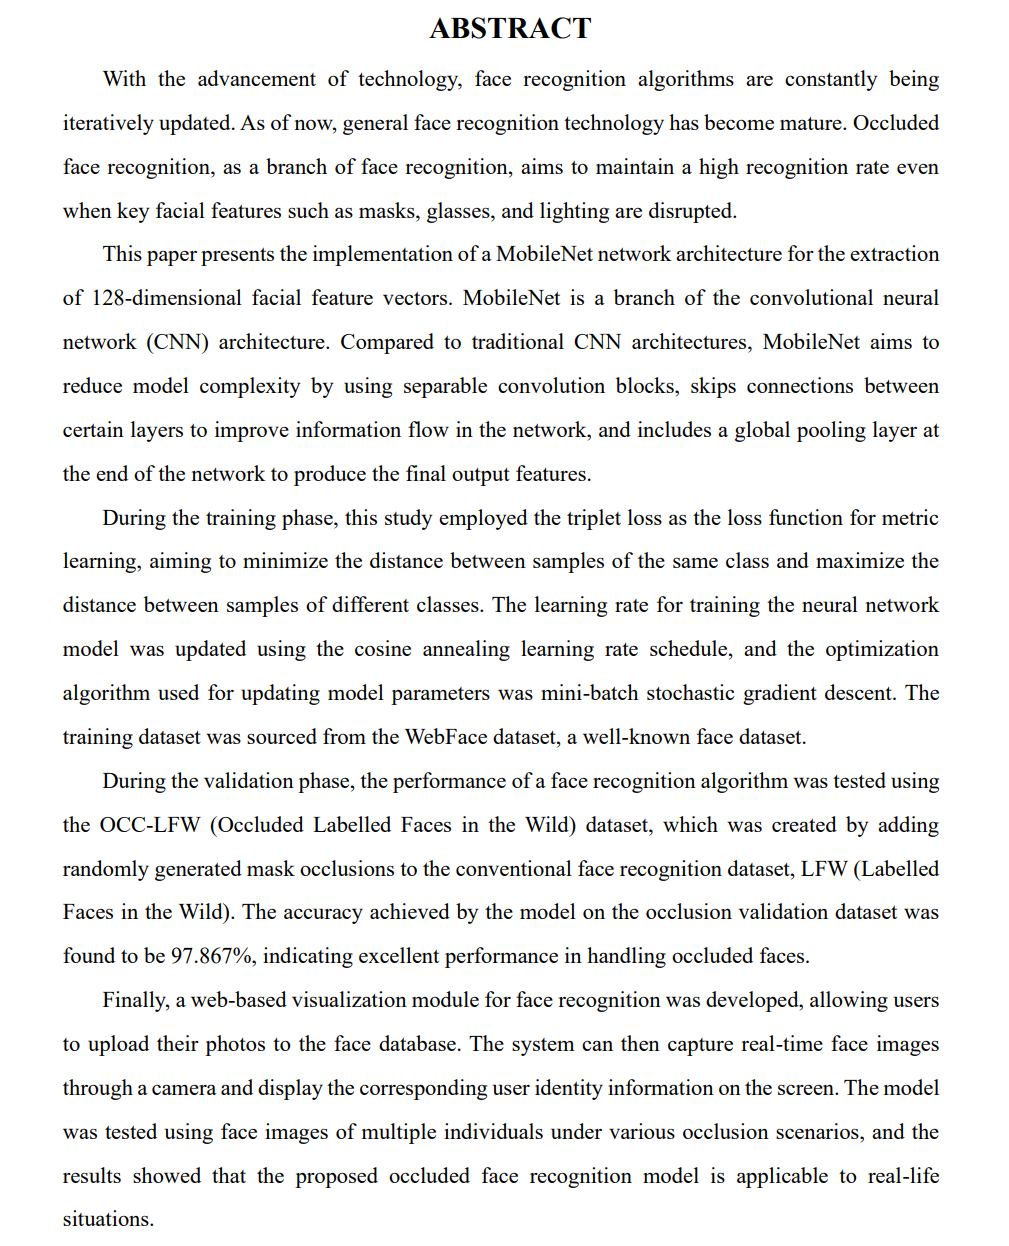 ABSTRACT
With the advancement of technology, face recognition algorithms are constantly being
iteratively updated. As of now, general face recognition technology has become mature. Occluded
face recognition, as a branch of face recognition, aims to maintain a high recognition rate even
when key facial features such as masks, glasses, and lighting are disrupted.
This paper presents the implementation of a MobileNet network architecture for the extraction
of 128-dimensional facial feature vectors. MobileNet is a branch of the convolutional neural
network (CNN) architecture. Compared to traditional CNN architectures, MobileNet aims to
reduce model complexity by using separable convolution blocks, skips connections between
certain layers to improve information flow in the network, and includes a global pooling layer at
the end of the network to produce the final output features.
During the training phase, this study employed the triplet loss as the loss function for metric
learning, aiming to minimize the distance between samples of the same class and maximize the
distance between samples of different classes. The learning rate for training the neural network
model was updated using the cosine annealing learning rate schedule, and the optimization
algorithm used for updating model parameters was mini-batch stochastic gradient descent. The
training dataset was sourced from the WebFace dataset, a well-known face dataset.
During the validation phase, the performance of a face recognition algorithm was tested using
the OCC-LFW (Occluded Labelled Faces in the Wild) dataset, which was created by adding
randomly generated mask occlusions to the conventional face recognition dataset, LFW (Labelled
Faces in the Wild). The accuracy achieved by the model on the occlusion validation dataset was
found to be 97.867%, indicating excellent performance in handling occluded faces.
Finally, a web-based visualization module for face recognition was developed, allowing users
to upload their photos to the face database. The system can then capture real-time face images
through a camera and display the corresponding user identity information on the screen. The model
was tested using face images of multiple individuals under various occlusion scenarios, and the
results showed that the proposed occluded face recognition model is applicable to real-life
situations.